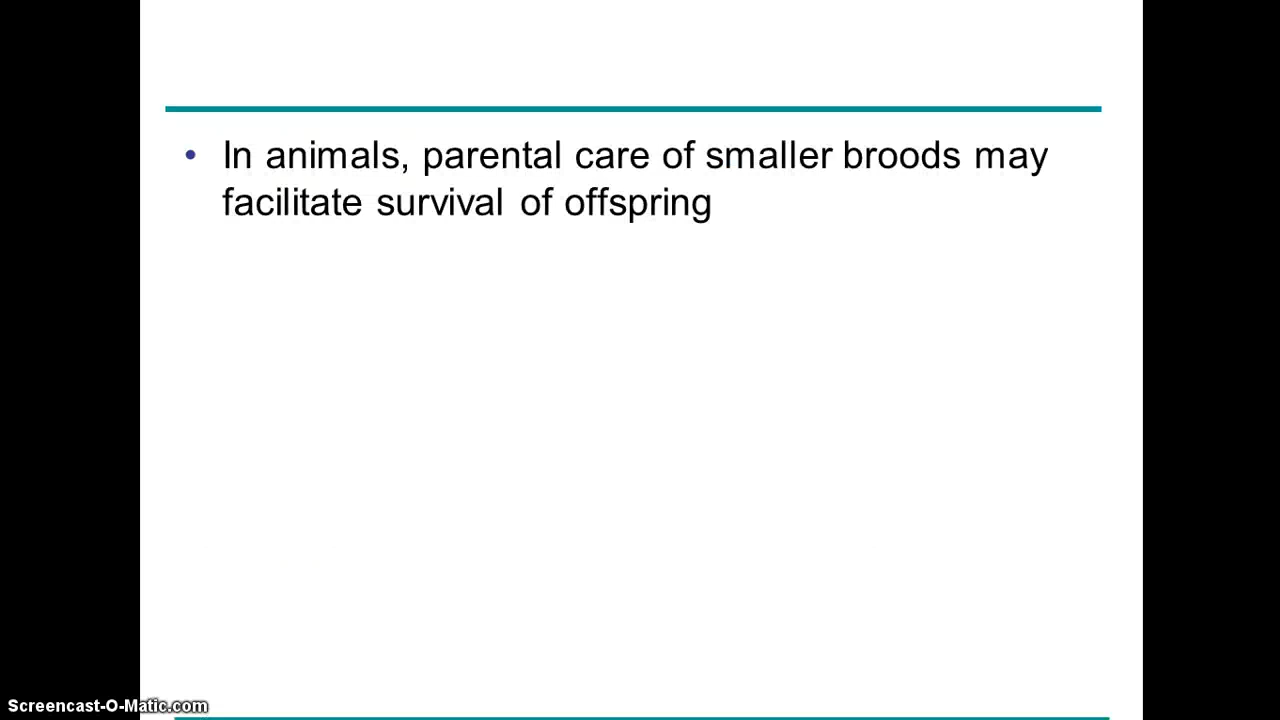 • In animals, parental care of smaller broods may
facilitate survival of offspring
Screencast-O-Matic.com